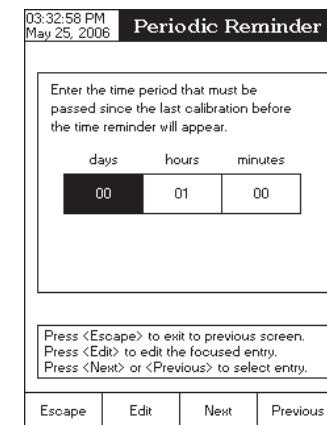 03:32:58 PM
May 25, 2006
Periodic Reminder
Enter the time period that must be
passed since the last calibration before
the time reminder will appear.
days hours minutes
00 01 00
Press <Escape> to exit to previous screen.
Press <Edit> to edit the focused entry.
Press <Next> or <Previous> to select entry.
Escape Edit Next Previous